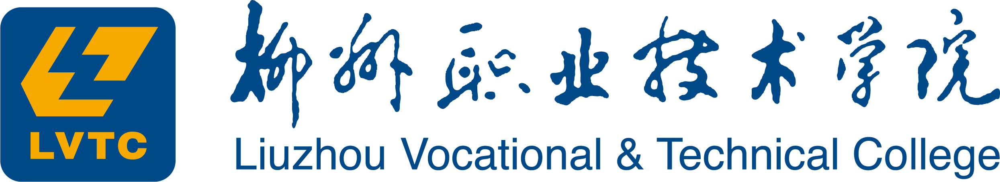 LVTC
柳州职业技术学院
Liuzhou Vocational & Technical College